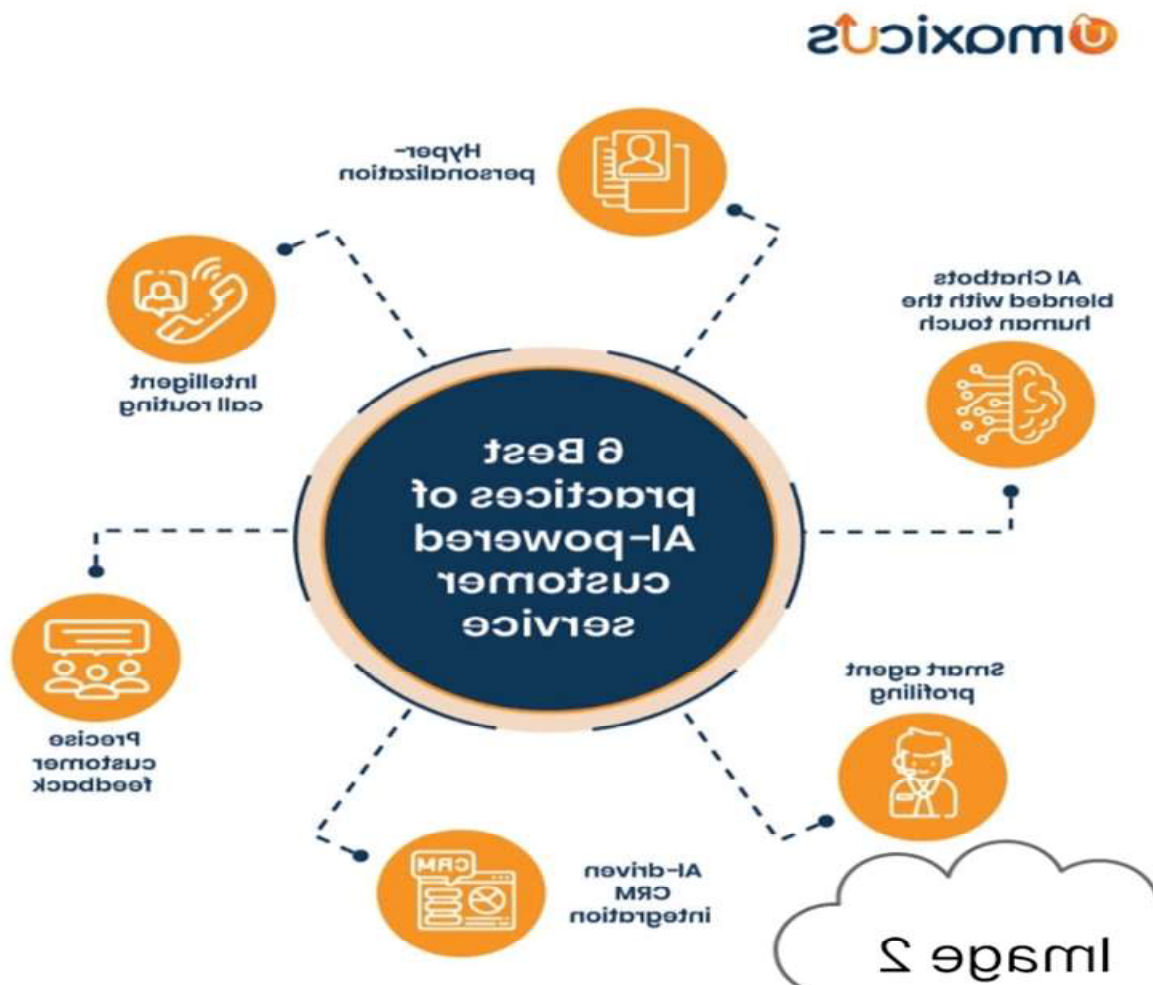 maxicus
Hyper-
personalization
AI Chatbots
blended with the
human touch
Intelligent
call routing
6 Best
practices of
AI-powered
customer
service
Smart agent
profiling
Precise
customer
feedback
CRM
AI-driven
CRM
integration
Image 2